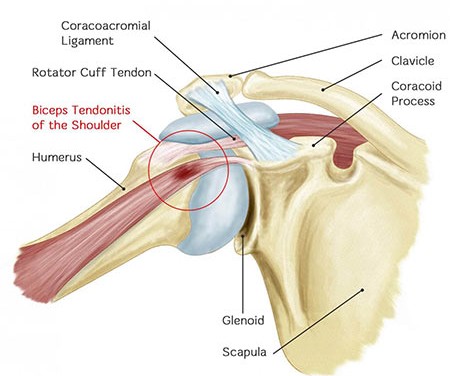 Coracoacromial
Ligament
Rotator Cuff Tendon
Biceps Tendonitis
of the Shoulder
Humerus
Acromion
Clavicle
Coracoid
Process
Glenoid
Scapula